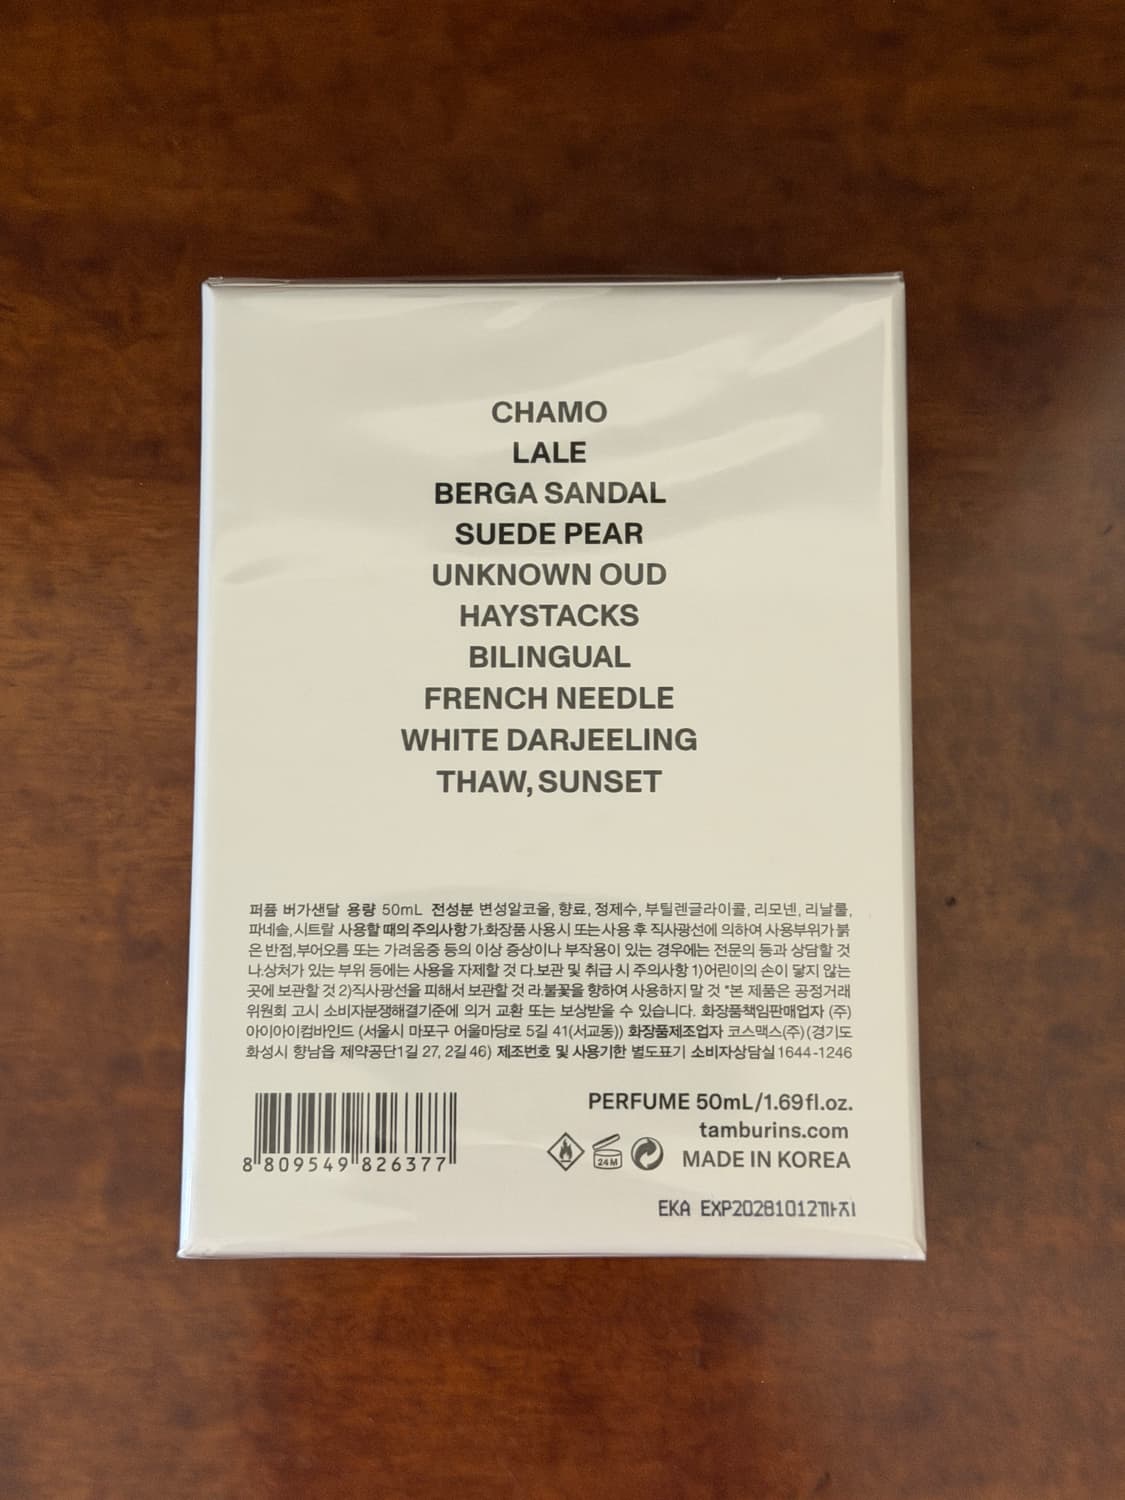 CHAMO
LALE
BERGA SANDAL
SUEDE PEAR
UNKNOWN OUD
HAYSTACKS
BILINGUAL
FRENCH NEEDLE
WHITE DARJEELING
THAW, SUNSET
퍼퓸 버가샌달 용량 50mL 전성분 변성알코올, 향료, 정제수, 부틸렌글라이콜, 리모넨, 리날룰,
파네솔, 시트랄 사용할 때의 주의사항 가.화장품 사용시 또는 사용 후 직사광선에 의하여 사용부위가 붉
은 반점,부어오름 또는 가려움증 등의 이상 증상이나 부작용이 있는 경우에는 전문의 등과 상담할 것
나.상처가 있는 부위 등에는 사용을 자제할 것 다.보관 및 취급 시 주의사항 1)어린이의 손이 닿지 않는
곳에 보관할 것 2)직사광선을 피해서 보관할 것 라.불꽃을 향하여 사용하지 말 것 *본 제품은 공정거래
위원회 고시 소비자분쟁해결기준에 의거 교환 또는 보상받을 수 있습니다. 화장품책임판매업자 (주)
아이아이컴바인드 (서울시 마포구 어울마당로 5길 41(서교동)) 화장품제조업자 코스맥스(주)(경기도
화성시 향남읍 제약공단1길 27, 2길 46) 제조번호 및 사용기한 별도표기 소비자상담실 1644-1246
PERFUME 50mL/1.69fl.oz.
tamburins.com
24M
MADE IN KOREA
8 809549 826377
EKA EXP20281012까지